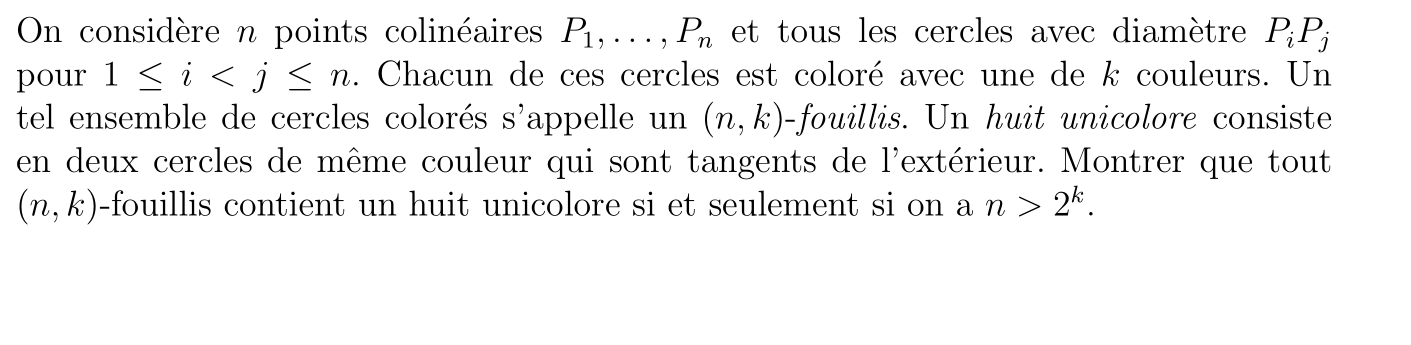 On considère $n$ points colinéaires $P_1, \ldots, P_n$ et tous les cercles avec diamètre $P_iP_j$
pour $1 \leq i < j \leq n$. Chacun de ces cercles est coloré avec une de $k$ couleurs. Un
tel ensemble de cercles colorés s'appelle un $(n, k)$-fouillis. Un huit unicolore consiste
en deux cercles de même couleur qui sont tangents de l'extérieur. Montrer que tout
$(n, k)$-fouillis contient un huit unicolore si et seulement si on a $n > 2^k$.